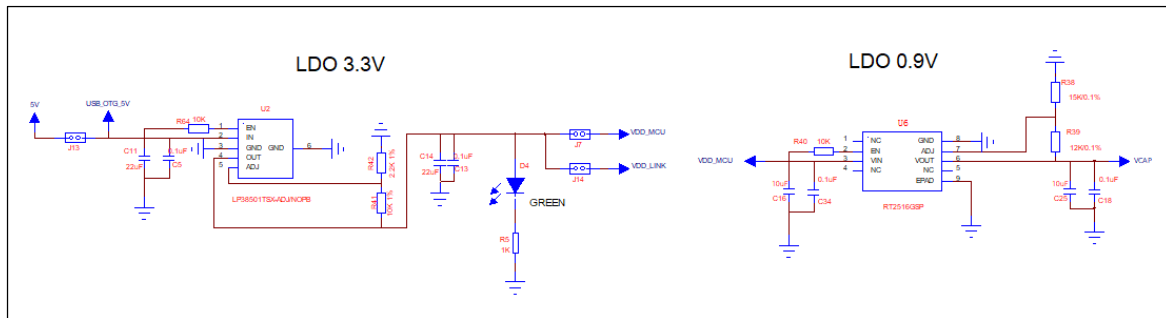 LDO 3.3V
LDO 0.9V
5V
USB_OTG_5V
J13
R64
10K
C11
22uF
0.1uF
C5
U2
1
2
3
4
5
EN
IN
GND
OUT
ADJ
GND
6
LP38501TSX-ADJ/NOPB
R42
2.2K 1%
R41
10K 1%
C14
22uF
0.1uF
C13
D4
GREEN
R5
1K
J7
VDD_MCU
J14
VDD_LINK
VDD_MCU
R40
10K
10uF
C16
0.1uF
C34
U6
1
2
3
4
NC
EN
VIN
NC
GND
ADJ
VOUT
NC
EPAD
8
7
6
5
9
RT2516GSP
R38
15K/0.1%
R39
12K/0.1%
10uF
C25
0.1uF
C18
VCAP